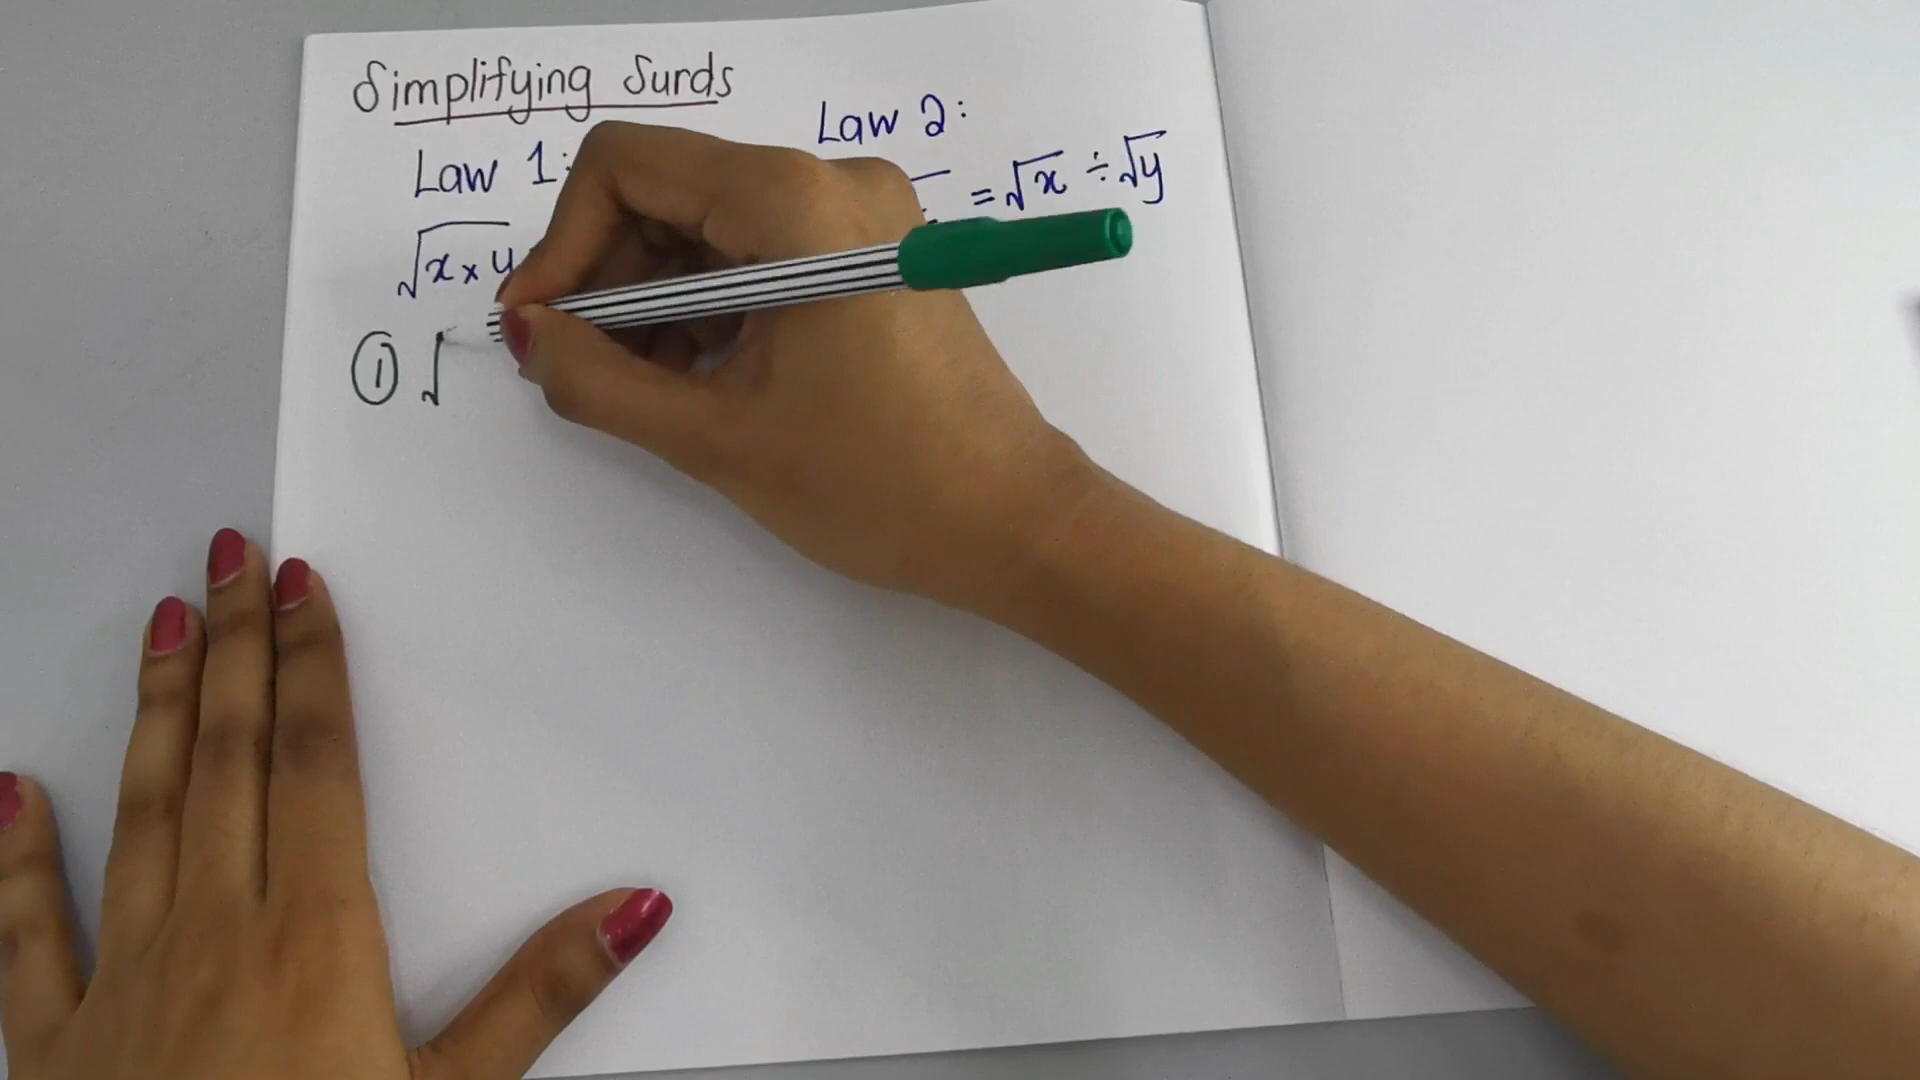 Simplifying Surds
Law 1:
√x × y
Law 2:
= √x ÷ √y
① √